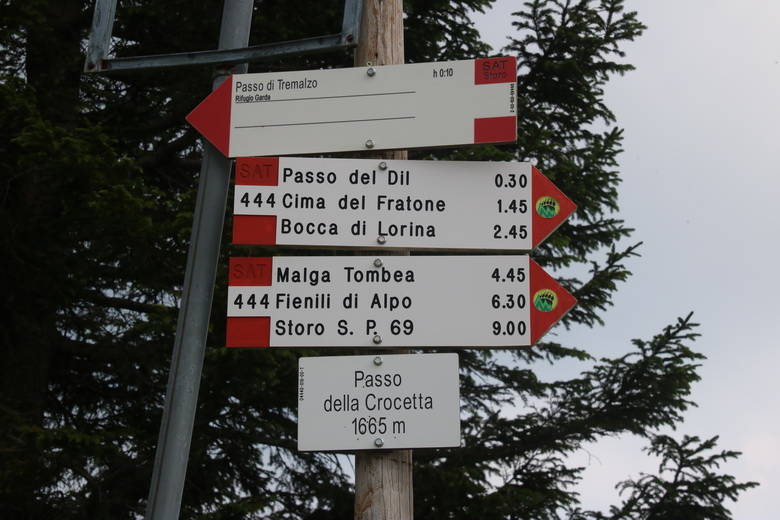 Passo di Tremalzo h 0:10
Rifugio Garda
SAT
Storo
SAT
Passo del Dil 0.30
444 Cima del Fratone 1.45
Bocca di Lorina 2.45
SAT
Malga Tombea 4.45
444 Fienili di Alpo 6.30
Storo S. P. 69 9.00
Passo
della Crocetta
1665 m